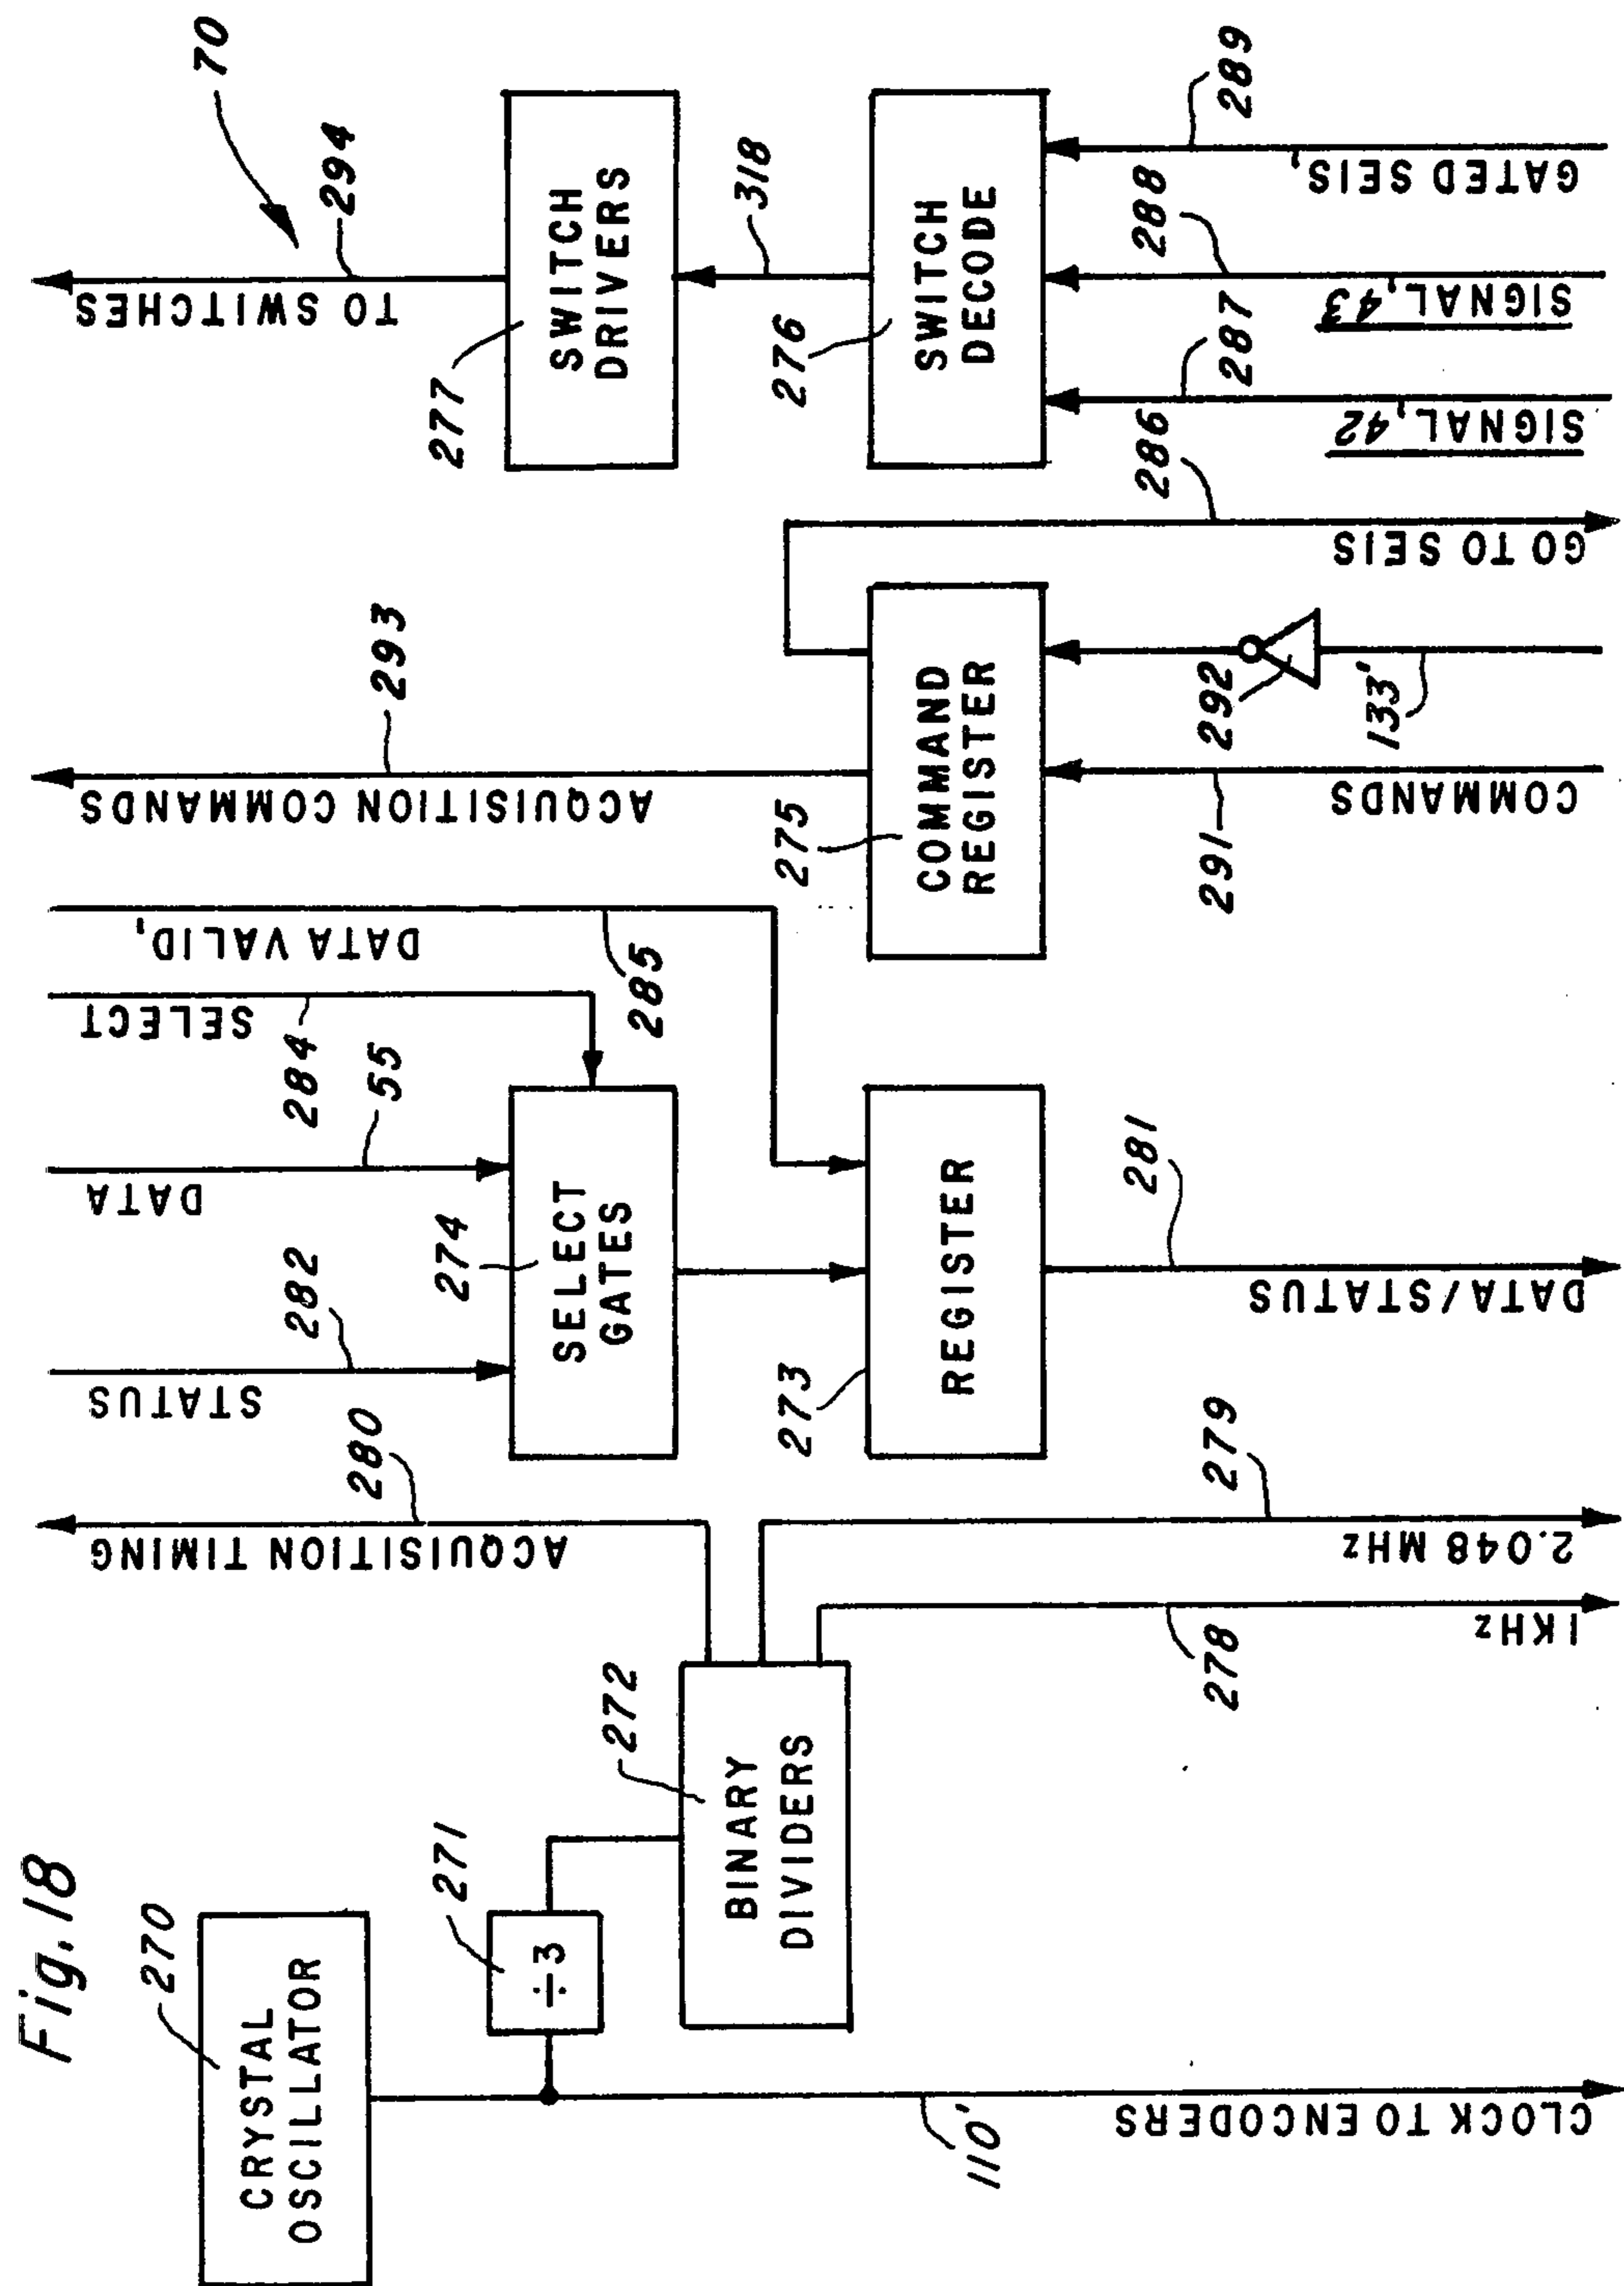 Fig. 18
270
CRYSTAL
OSCILLATOR
271
÷3
272
BINARY
DIVIDERS
110'
CLOCK TO ENCODERS
278
1KHz
279
2.048 MHz
280
ACQUISITION TIMING
282
STATUS
55
DATA
284
SELECT
285
DATA VALID,
274
SELECT
GATES
273
REGISTER
281
DATA/STATUS
293
ACQUISITION COMMANDS
275
COMMAND
REGISTER
291
COMMANDS
292
133'
286
GO TO SEIS
70
294
TO SWITCHES
277
SWITCH
DRIVERS
318
276
SWITCH
DECODE
287
SIGNAL, 42
288
SIGNAL, 43
289
GATED SEIS,